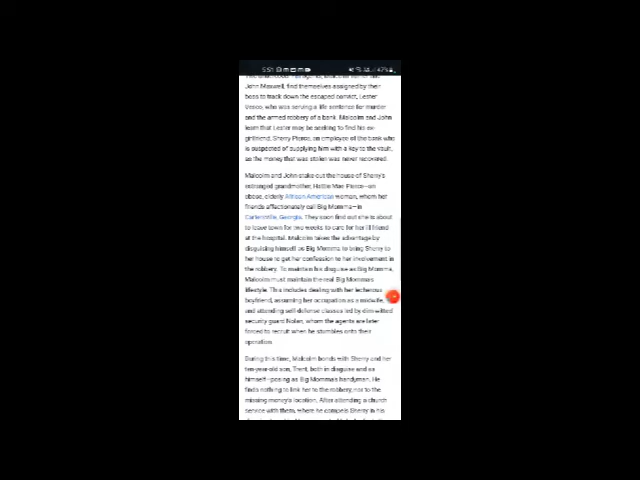 5:51
John Maxwell, find themselves assigned by their
boss to track down the escaped convict, Lester
Vesco, who was serving a life sentence for murder
and the armed robbery of a bank. Malcolm and John
learn that Lester may be seeking to find his ex-
girlfriend, Sherry Pierce, an employee of the bank who
is suspected of supplying him with a key to the vault,
as the money that was stolen was never recovered.
Malcolm and John stake out the house of Sherry's
estranged grandmother, Hattie Mae Pierce—an
obese, elderly African American woman, whom her
friends affectionately call Big Momma—in
Cartersville, Georgia. They soon find out she is about
to leave town for two weeks to care for her ill friend
at the hospital. Malcolm takes the advantage by
disguising himself as Big Momma to bring Sherry to
her house to get her confession to her involvement in
the robbery. To maintain his disguise as Big Momma,
Malcolm must maintain the real Big Momma's
lifestyle. This includes dealing with her lecherous
boyfriend, assuming her occupation as a midwife,
and attending self-defense classes led by dim-witted
security guard Nolan, whom the agents are later
forced to recruit when he stumbles onto their
operation.
During this time, Malcolm bonds with Sherry and her
ten-year-old son, Trent, both in disguise and as
himself—posing as Big Momma's handyman. He
finds nothing to link her to the robbery, nor to the
missing money's location. After attending a church
service with them, where he compels Sherry in his